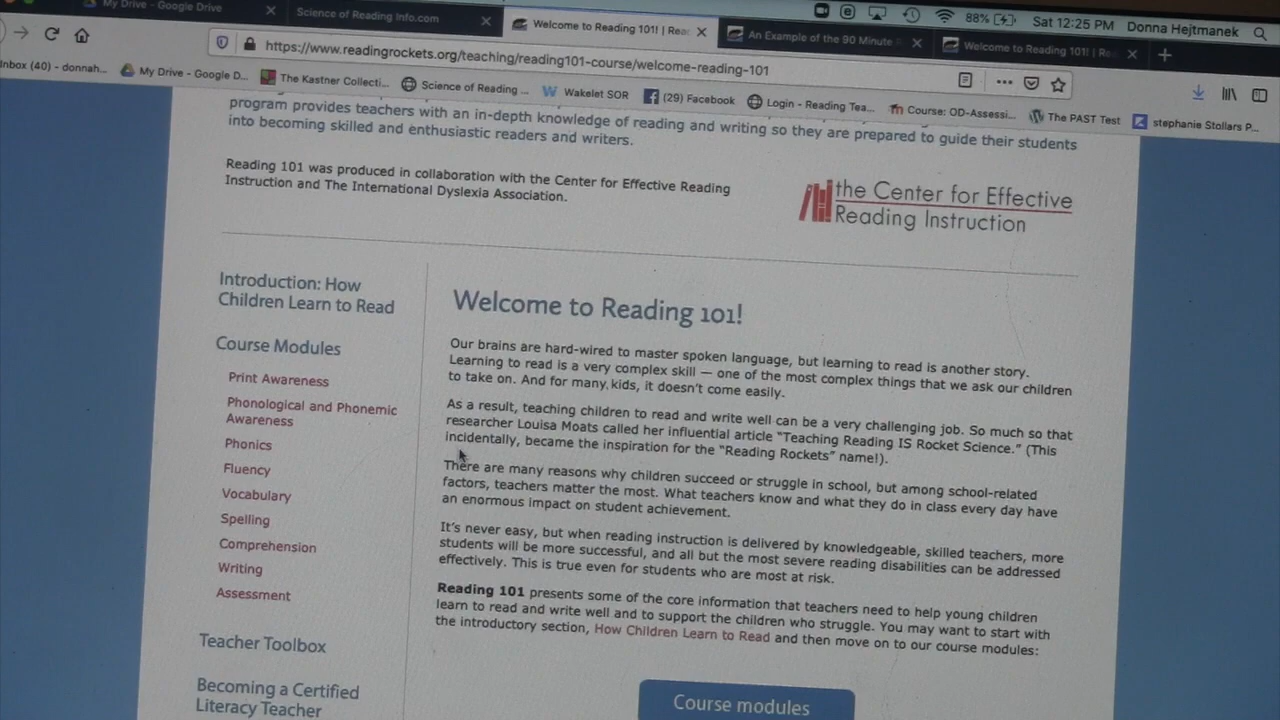 My Drive - Google Drive
Science of Reading Info.com
Welcome to Reading 101! | Rea
An Example of the 90 Minute
Welcome to Reading 101! | Rea
88%
Sat 12:25 PM Donna Hejtmanek
https://www.readingrockets.org/teaching/reading101-course/welcome-reading-101
Inbox (40) - donnah...
My Drive - Google D...
The Kastner Collecti...
Science of Reading ...
Wakelet SOR
(29) Facebook
Login - Reading Tea...
Course: OD-Assessi...
The PAST Test
stephanie Stollars P...
program provides teachers with an in-depth knowledge of reading and writing so they are prepared to guide their students
into becoming skilled and enthusiastic readers and writers.
Reading 101 was produced in collaboration with the Center for Effective Reading
Instruction and The International Dyslexia Association.
the Center for Effective
Reading Instruction
Introduction: How
Children Learn to Read
Course Modules
Print Awareness
Phonological and Phonemic
Awareness
Phonics
Fluency
Vocabulary
Spelling
Comprehension
Writing
Assessment
Teacher Toolbox
Becoming a Certified
Literacy Teacher
Welcome to Reading 101!
Our brains are hard-wired to master spoken language, but learning to read is another story.
Learning to read is a very complex skill — one of the most complex things that we ask our children
to take on. And for many kids, it doesn't come easily.
As a result, teaching children to read and write well can be a very challenging job. So much so that
researcher Louisa Moats called her influential article "Teaching Reading IS Rocket Science." (This
incidentally, became the inspiration for the "Reading Rockets" name!).
There are many reasons why children succeed or struggle in school, but among school-related
factors, teachers matter the most. What teachers know and what they do in class every day have
an enormous impact on student achievement.
It's never easy, but when reading instruction is delivered by knowledgeable, skilled teachers, more
students will be more successful, and all but the most severe reading disabilities can be addressed
effectively. This is true even for students who are most at risk.
Reading 101 presents some of the core information that teachers need to help young children
learn to read and write well and to support the children who struggle. You may want to start with
the introductory section, How Children Learn to Read and then move on to our course modules:
Course modules